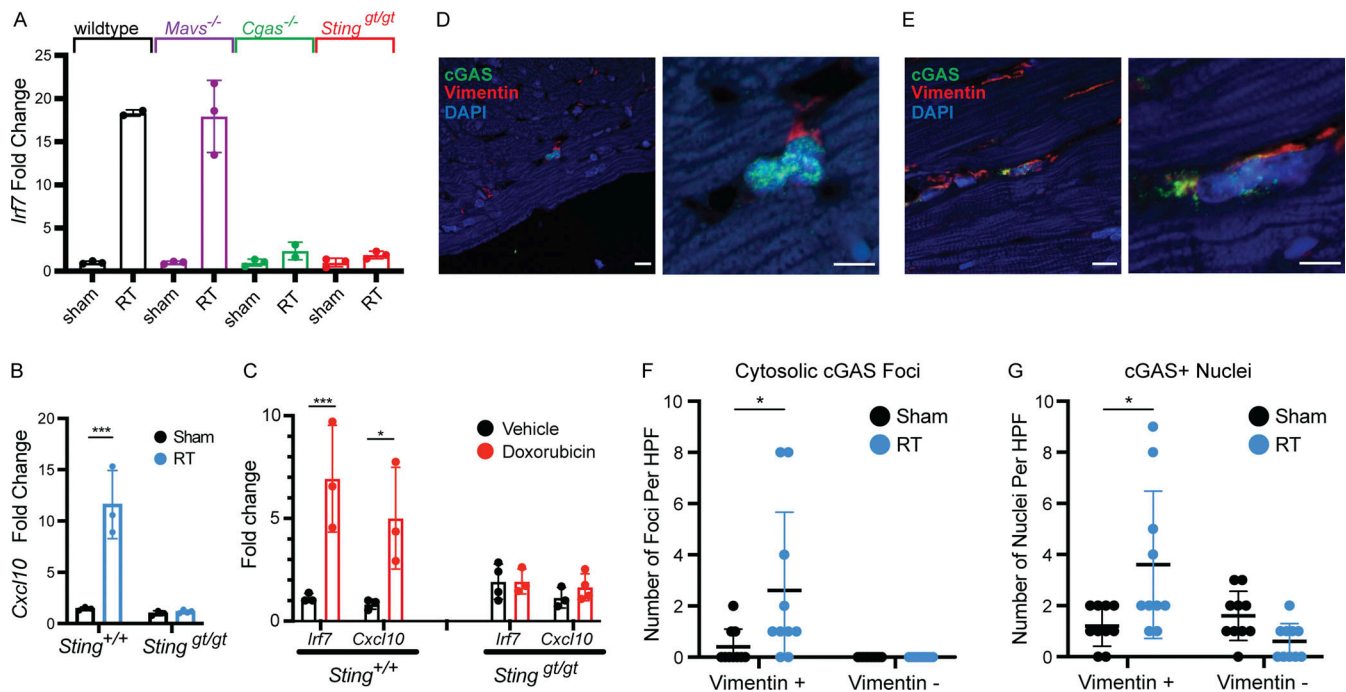 A
wildtype Mavs-/- Cgas-/- Sting gt/gt
Irf7 Fold Change
25
20
15
10
5
0
sham RT sham RT sham RT sham RT
B
Cxcl10 Fold Change
20
15
10
5
0
***
Sham
RT
Sting+/+ Sting gt/gt
C
Fold change
10
5
0
***
*
Vehicle
Doxorubicin
Irf7 Cxcl10 Irf7 Cxcl10
Sting+/+ Sting gt/gt
D
cGAS
Vimentin
DAPI
E
cGAS
Vimentin
DAPI
F
Cytosolic cGAS Foci
Number of Foci Per HPF
10
8
6
4
2
0
*
Sham
RT
Vimentin + Vimentin -
G
cGAS+ Nuclei
Number of Nuclei Per HPF
10
8
6
4
2
0
*
Sham
RT
Vimentin + Vimentin -